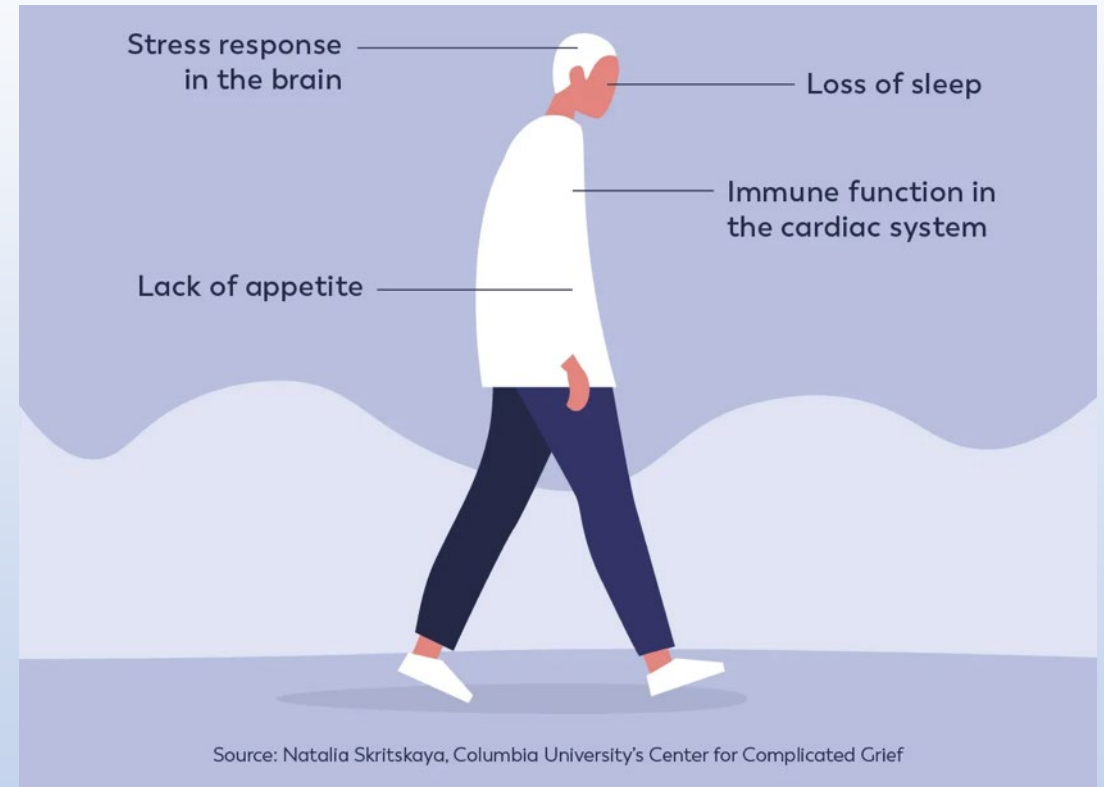 Stress response
in the brain
Loss of sleep
Immune function in
the cardiac system
Lack of appetite
Source: Natalia Skritskaya, Columbia University's Center for Complicated Grief